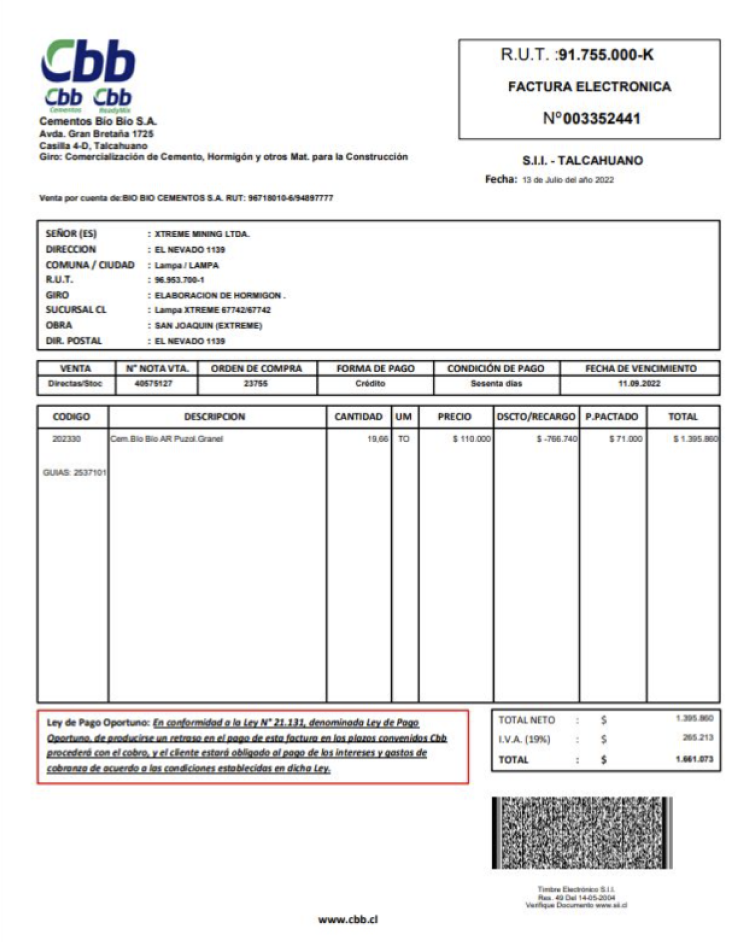 Cbb
Cbb Cbb
Cementos ReadyMix
Cementos Bío Bío S.A.
Avda. Gran Bretaña 1725
Casilla 4-D, Talcahuano
Giro: Comercialización de Cemento, Hormigón y otros Mat. para la Construcción
R.U.T. :91.755.000-K
FACTURA ELECTRONICA
Nº003352441
S.I.I. - TALCAHUANO
Fecha: 13 de Julio del año 2022
Venta por cuenta de:BIO BIO CEMENTOS S.A. RUT: 96718010-6/94897777
SEÑOR (ES) : XTREME MINING LTDA.
DIRECCION : EL NEVADO 1139
COMUNA / CIUDAD : Lampa / LAMPA
R.U.T. : 96.953.700-1
GIRO : ELABORACION DE HORMIGON .
SUCURSAL CL : Lampa XTREME 67742/67742
OBRA : SAN JOAQUIN (EXTREME)
DIR. POSTAL : EL NEVADO 1139
VENTA N° NOTA VTA. ORDEN DE COMPRA FORMA DE PAGO CONDICIÓN DE PAGO FECHA DE VENCIMIENTO
Directas/Stoc 40575127 23755 Crédito Sesenta días 11.09.2022
CODIGO DESCRIPCION CANTIDAD UM PRECIO DSCTO/RECARGO P.PACTADO TOTAL
202330 Cem.Bío Bío AR Puzol.Granel 19,66 TO $ 110.000 $ -766.740 $ 71.000 $ 1.395.860
GUIAS: 2537101
Ley de Pago Oportuno: En conformidad a la Ley N° 21.131, denominada Ley de Pago
Oportuno, de producirse un retraso en el pago de esta factura en los plazos convenidos Cbb
procederá con el cobro, y el cliente estará obligado al pago de los intereses y gastos de
cobranza de acuerdo a las condiciones establecidas en dicha Ley.
TOTAL NETO : $ 1.395.860
I.V.A. (19%) : $ 265.213
TOTAL : $ 1.661.073
Timbre Electrónico S.I.I.
Res. 49 Del 14-05-2004
Verifique Documento www.sii.cl
www.cbb.cl